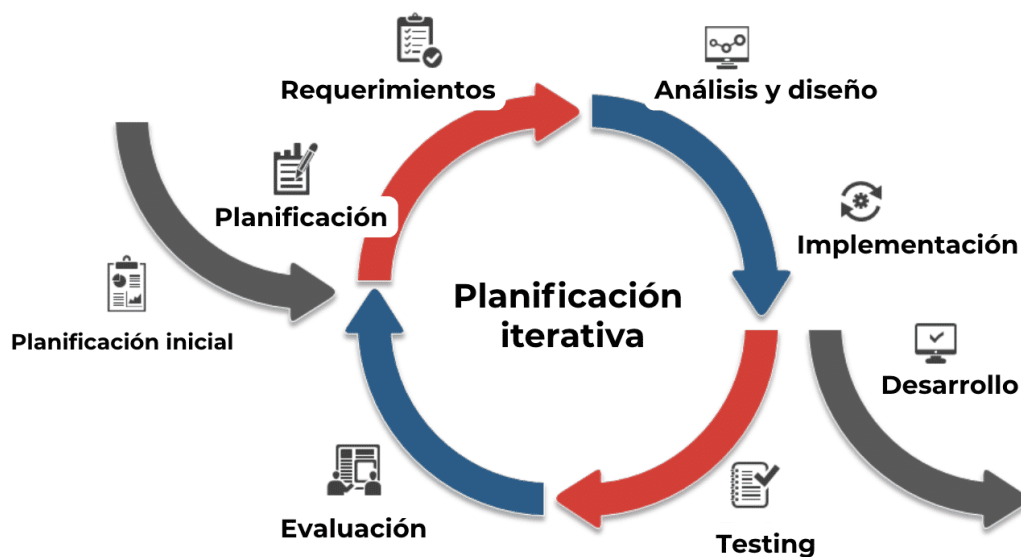 Requerimientos
Análisis y diseño
Planificación
Implementación
Planificación
iterativa
Planificación inicial
Desarrollo
Evaluación
Testing